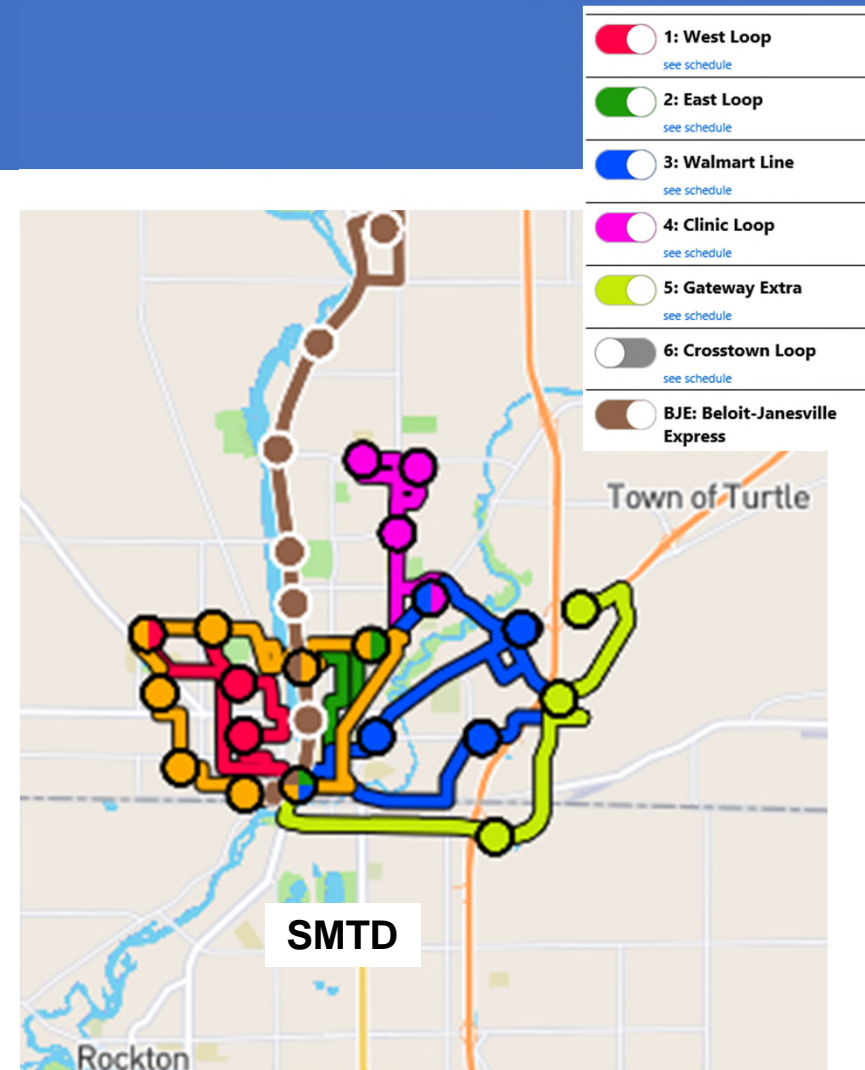 1: West Loop
see schedule
2: East Loop
see schedule
3: Walmart Line
see schedule
4: Clinic Loop
see schedule
5: Gateway Extra
see schedule
6: Crosstown Loop
see schedule
BJE: Beloit-Janesville
Express
Town of Turtle
SMTD
Rockton